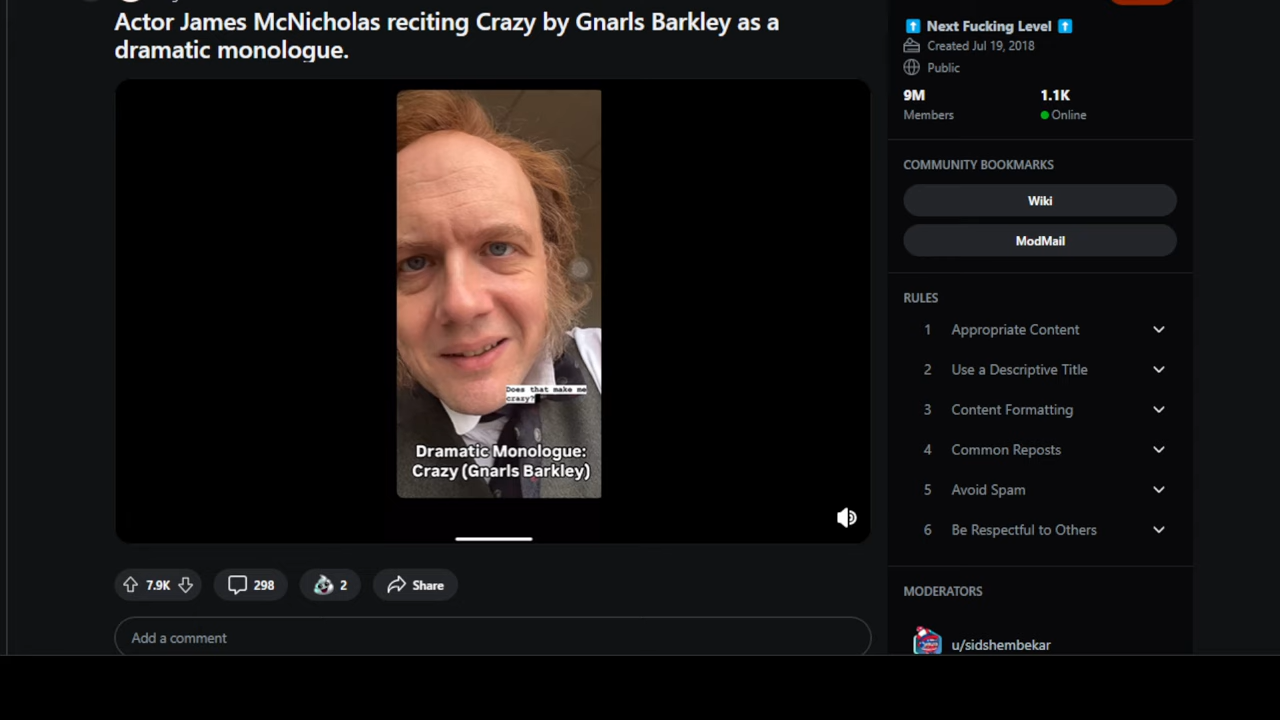 Actor James McNicholas reciting Crazy by Gnarls Barkley as a
dramatic monologue.
Does that make me
crazy?
Dramatic Monologue:
Crazy (Gnarls Barkley)
7.9K
298
2
Share
Add a comment
Next Fucking Level
Created Jul 19, 2018
Public
9M
1.1K
Members
Online
COMMUNITY BOOKMARKS
Wiki
ModMail
RULES
1 Appropriate Content
2 Use a Descriptive Title
3 Content Formatting
4 Common Reposts
5 Avoid Spam
6 Be Respectful to Others
MODERATORS
u/sidshembekar